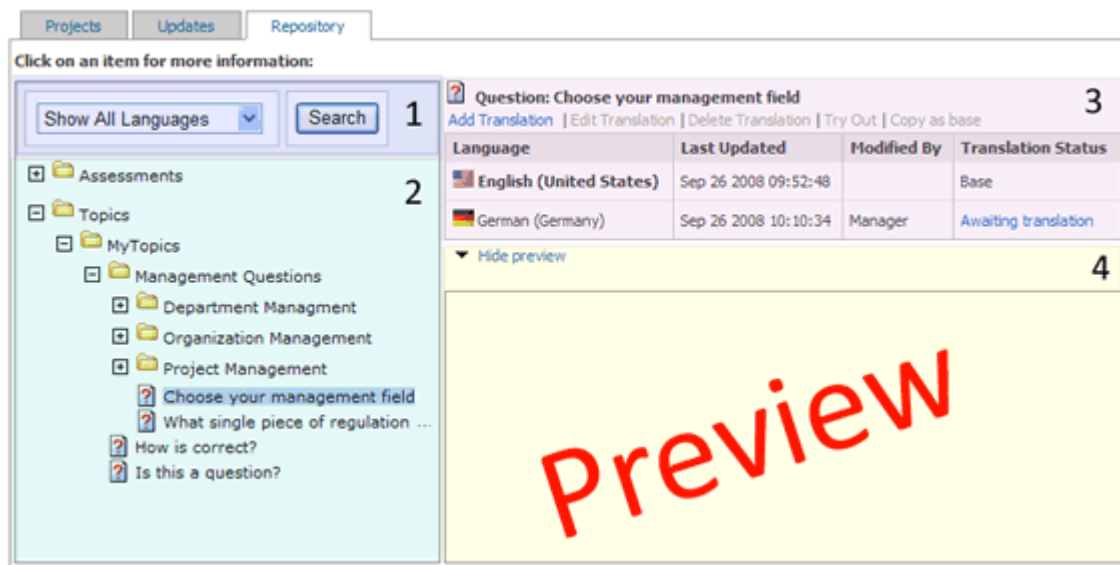 Projects Updates Repository
Click on an item for more information:
Show All Languages Search 1
2
Assessments
Topics
MyTopics
Management Questions
Department Managment
Organization Management
Project Management
Choose your management field
What single piece of regulation ...
How is correct?
Is this a question?
Question: Choose your management field 3
Add Translation | Edit Translation | Delete Translation | Try Out | Copy as base
Language Last Updated Modified By Translation Status
English (United States) Sep 26 2008 09:52:48 Base
German (Germany) Sep 26 2008 10:10:34 Manager Awaiting translation
Hide preview 4
Preview